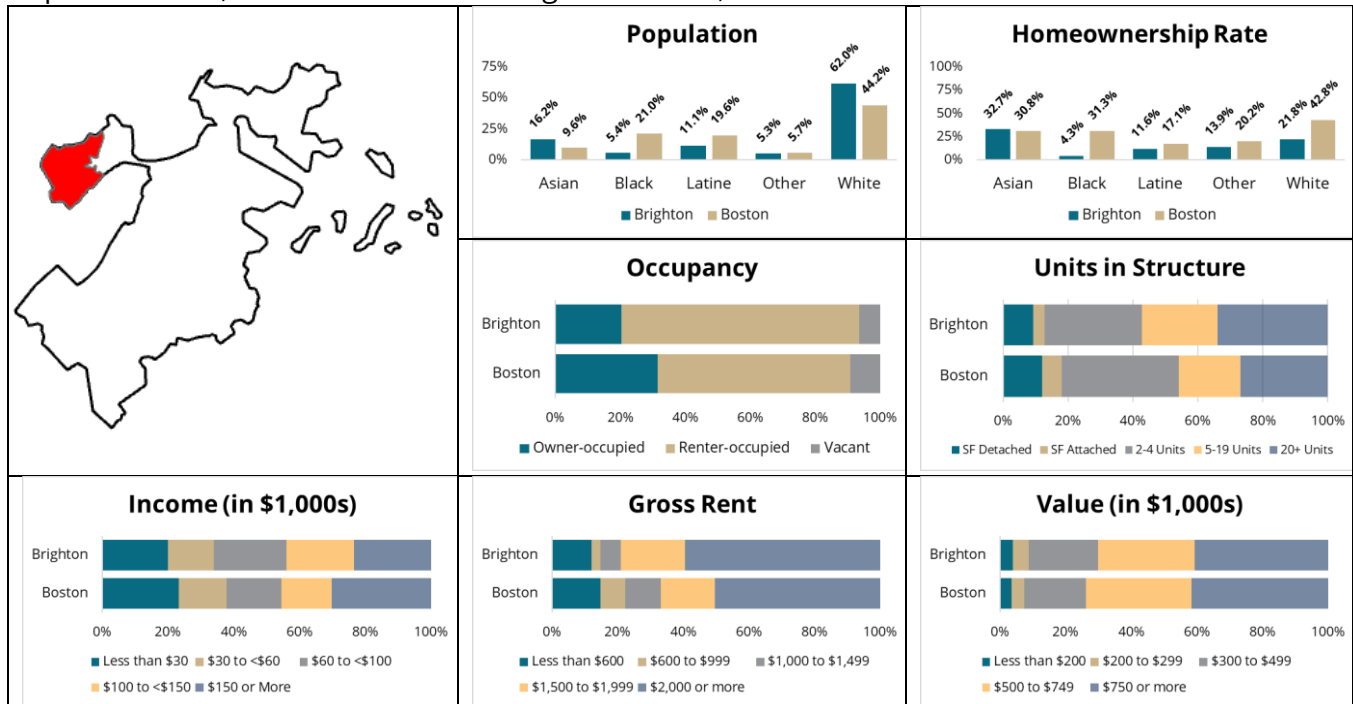 Population
75%
50%
25%
0%
16.2% 9.6% 5.4% 21.0% 11.1% 19.6% 5.3% 5.7% 62.0% 44.2%
Asian Black Latine Other White
Brighton Boston
Homeownership Rate
100%
75%
50%
25%
0%
32.7% 30.8% 4.3% 31.3% 11.6% 17.1% 13.9% 20.2% 21.8% 42.8%
Asian Black Latine Other White
Brighton Boston
Occupancy
Brighton
Boston
0% 20% 40% 60% 80% 100%
Owner-occupied Renter-occupied Vacant
Units in Structure
Brighton
Boston
0% 20% 40% 60% 80% 100%
SF Detached SF Attached 2-4 Units 5-19 Units 20+ Units
Income (in $1,000s)
Brighton
Boston
0% 20% 40% 60% 80% 100%
Less than $30 $30 to <$60 $60 to <$100
$100 to <$150 $150 or More
Gross Rent
Brighton
Boston
0% 20% 40% 60% 80% 100%
Less than $600 $600 to $999 $1,000 to $1,499
$1,500 to $1,999 $2,000 or more
Value (in $1,000s)
Brighton
Boston
0% 20% 40% 60% 80% 100%
Less than $200 $200 to $299 $300 to $499
$500 to $749 $750 or more